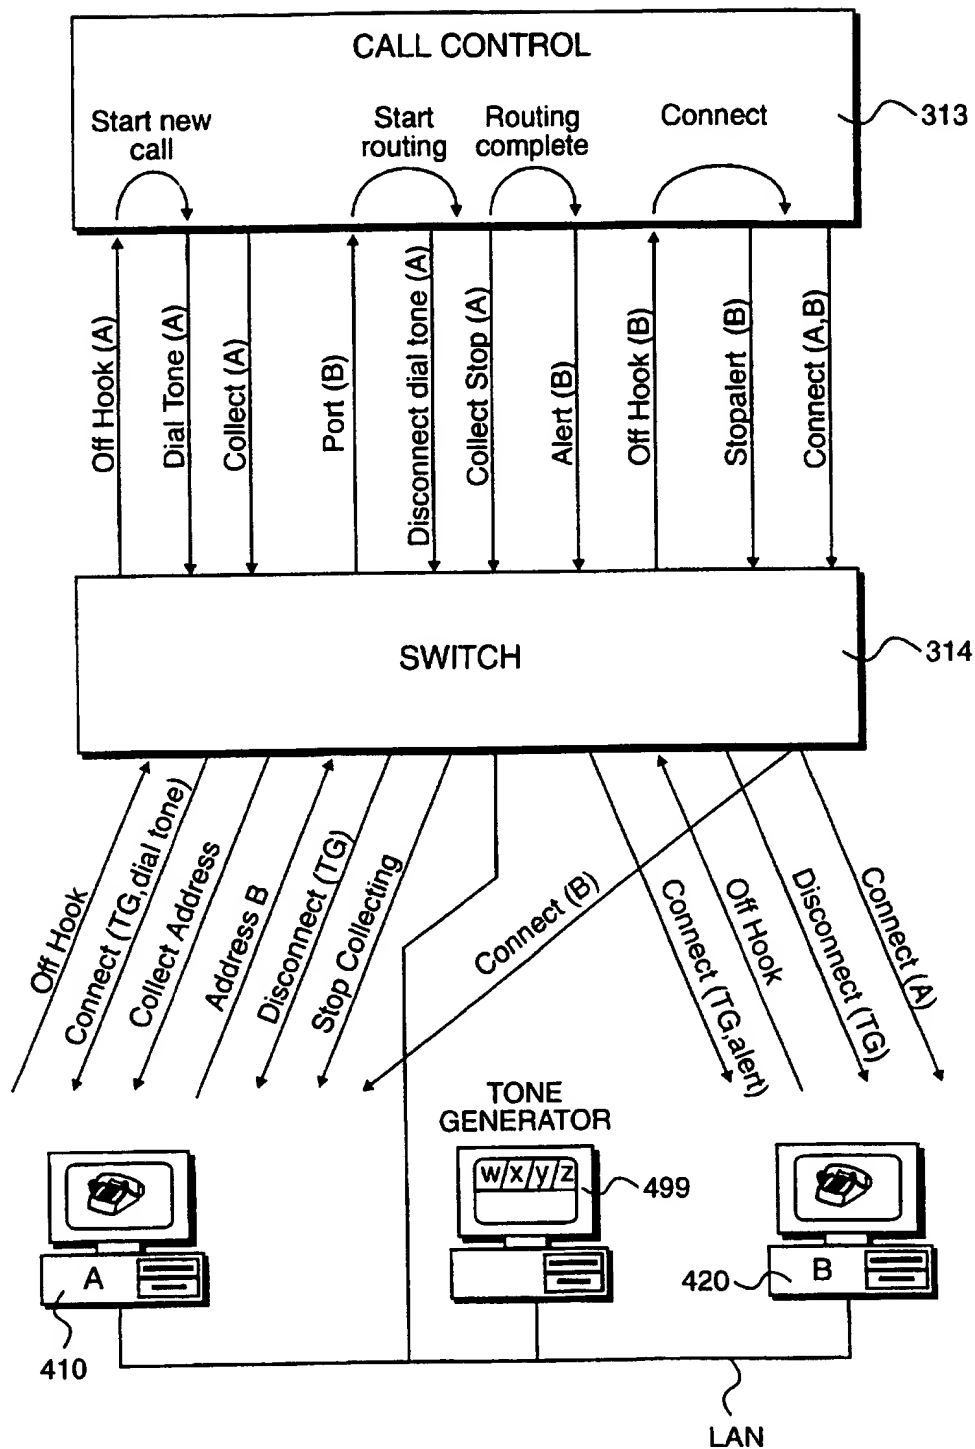 CALL CONTROL
313
Start new
call
Start
routing
Routing
complete
Connect
Off Hook (A)
Dial Tone (A)
Collect (A)
Port (B)
Disconnect dial tone (A)
Collect Stop (A)
Alert (B)
Off Hook (B)
Stopalert (B)
Connect (A,B)
SWITCH
314
Off Hook
Connect (TG,dial tone)
Collect Address
Address B
Disconnect (TG)
Stop Collecting
Connect (B)
Connect (TG,alert)
Off Hook
Disconnect (TG)
Connect (A)
TONE
GENERATOR
w/x/y/z
499
A
410
420
B
LAN